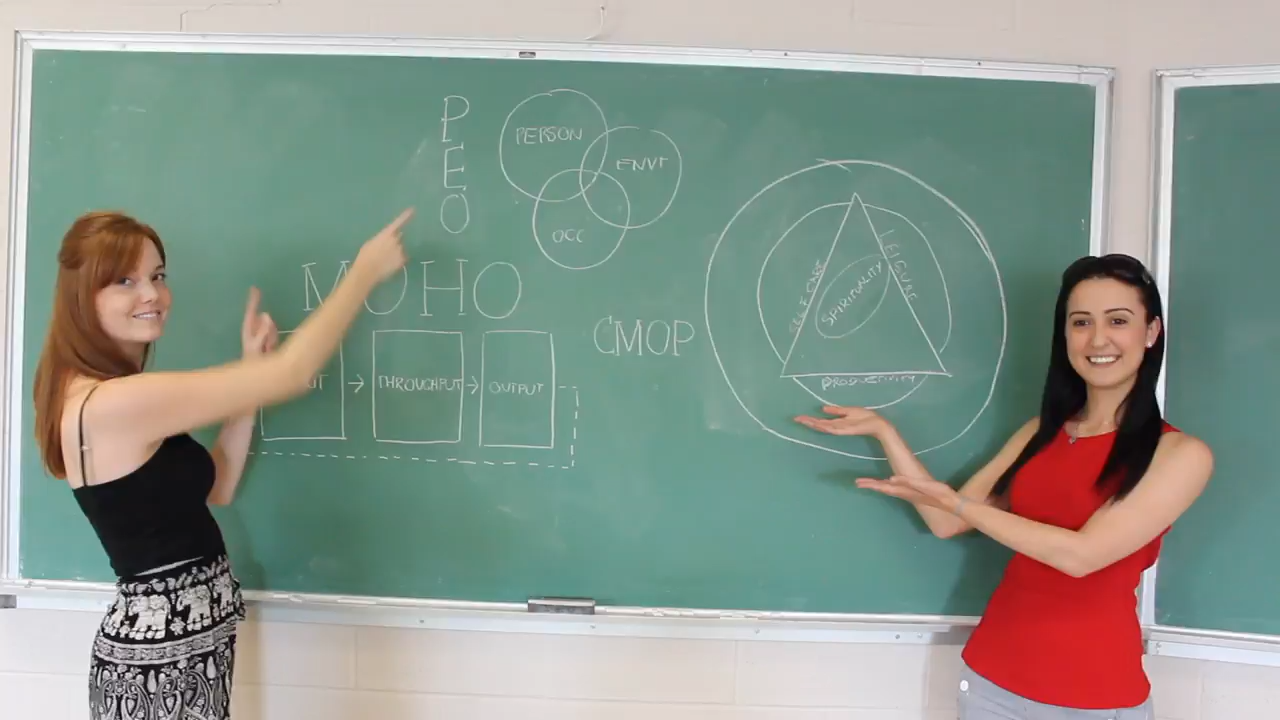 P
E
O
PERSON
ENVT
OCC
MOHO
THROUGHPUT
OUTPUT
CMOP
SELF CARE
SPIRITUALITY
LEISURE
PRODUCTIVITY